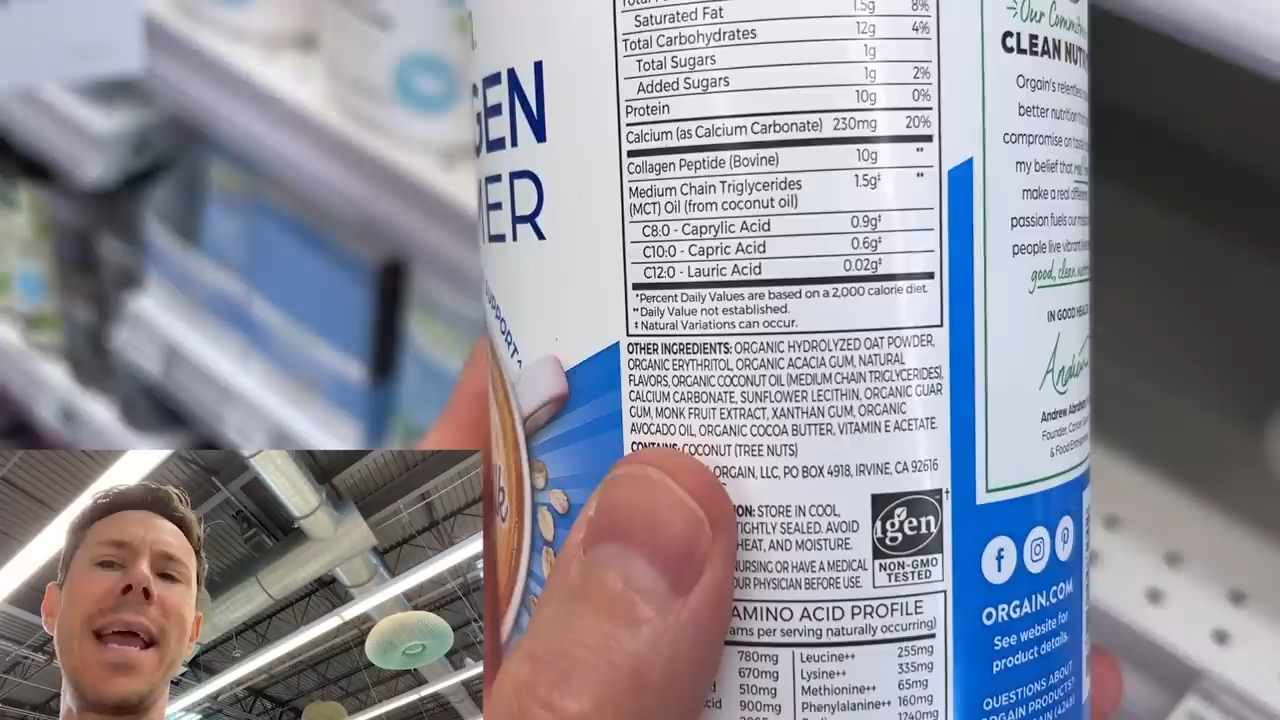 GEN
MER
SUPPORT^
Saturated Fat 1.5g 8%
Total Carbohydrates 12g 4%
Total Sugars 1g
Added Sugars 1g 2%
Protein 10g 0%
Calcium (as Calcium Carbonate) 230mg 20%
Collagen Peptide (Bovine) 10g **
Medium Chain Triglycerides 1.5g‡ **
(MCT) Oil (from coconut oil)
C8:0 - Caprylic Acid 0.9g‡
C10:0 - Capric Acid 0.6g‡
C12:0 - Lauric Acid 0.02g‡
*Percent Daily Values are based on a 2,000 calorie diet.
**Daily Value not established.
‡ Natural Variations can occur.
OTHER INGREDIENTS: ORGANIC HYDROLYZED OAT POWDER,
ORGANIC ERYTHRITOL, ORGANIC ACACIA GUM, NATURAL
FLAVORS, ORGANIC COCONUT OIL (MEDIUM CHAIN TRIGLYCERIDES),
CALCIUM CARBONATE, SUNFLOWER LECITHIN, ORGANIC GUAR
GUM, MONK FRUIT EXTRACT, XANTHAN GUM, ORGANIC
AVOCADO OIL, ORGANIC COCOA BUTTER, VITAMIN E ACETATE.
CONTAINS: COCONUT (TREE NUTS)
ORGAIN, LLC, PO BOX 4918, IRVINE, CA 92616
ION: STORE IN COOL,
TIGHTLY SEALED. AVOID
HEAT, AND MOISTURE.
NURSING OR HAVE A MEDICAL
OUR PHYSICIAN BEFORE USE.
igen †
NON-GMO
TESTED
AMINO ACID PROFILE
ams per serving naturally occurring)
780mg Leucine++ 255mg
670mg Lysine++ 335mg
510mg Methionine++ 65mg
cid 900mg Phenylalanine++ 160mg
1240mg
Our Commitm
CLEAN NUT
Orgain's relentless
better nutrition
compromise on taste
my belief that real
make a real differen
passion fuels our
people live vibrant
good, clean
IN GOOD HEAL
Andrew
Founder, Cancer
& Food
ORGAIN.COM
See website for
product details.
QUESTIONS ABOUT
ORGAIN PRODUCTS?